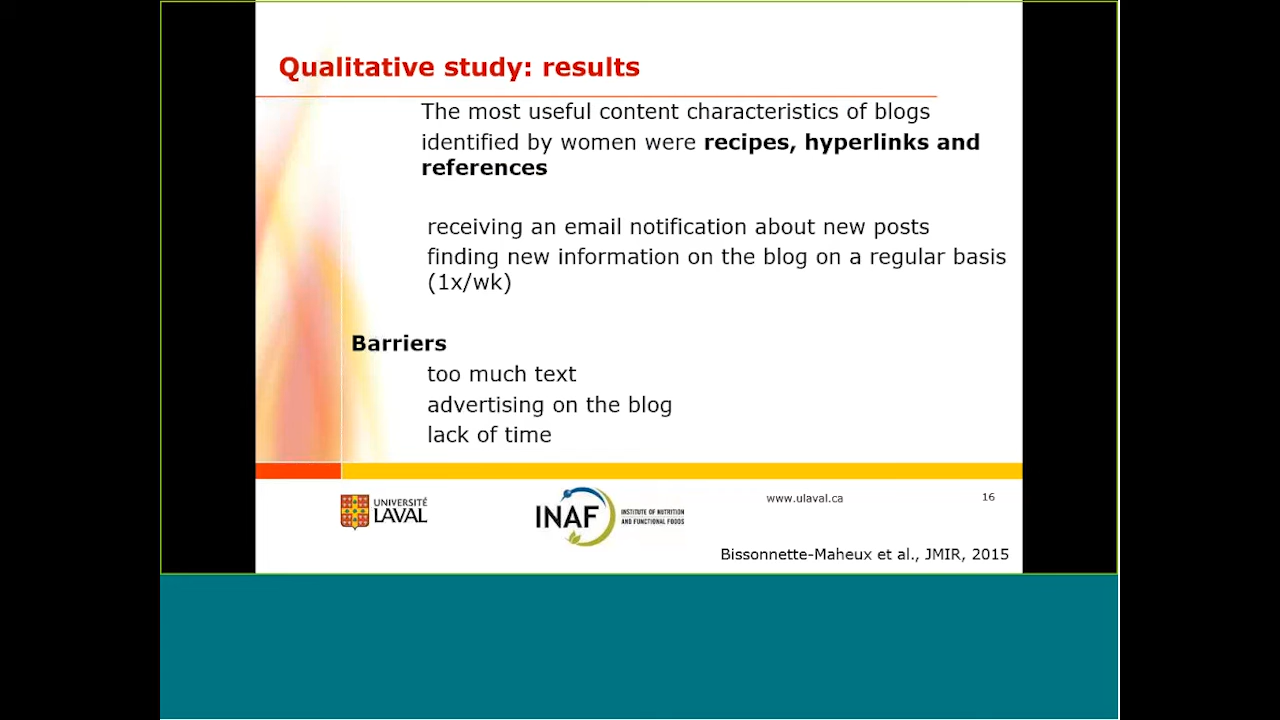 Qualitative study: results
The most useful content characteristics of blogs
identified by women were recipes, hyperlinks and
references
receiving an email notification about new posts
finding new information on the blog on a regular basis
(1x/wk)
Barriers
too much text
advertising on the blog
lack of time
UNIVERSITÉ
LAVAL
INAF
INSTITUTE OF NUTRITION
AND FUNCTIONAL FOODS
www.ulaval.ca
16
Bissonnette-Maheux et al., JMIR, 2015